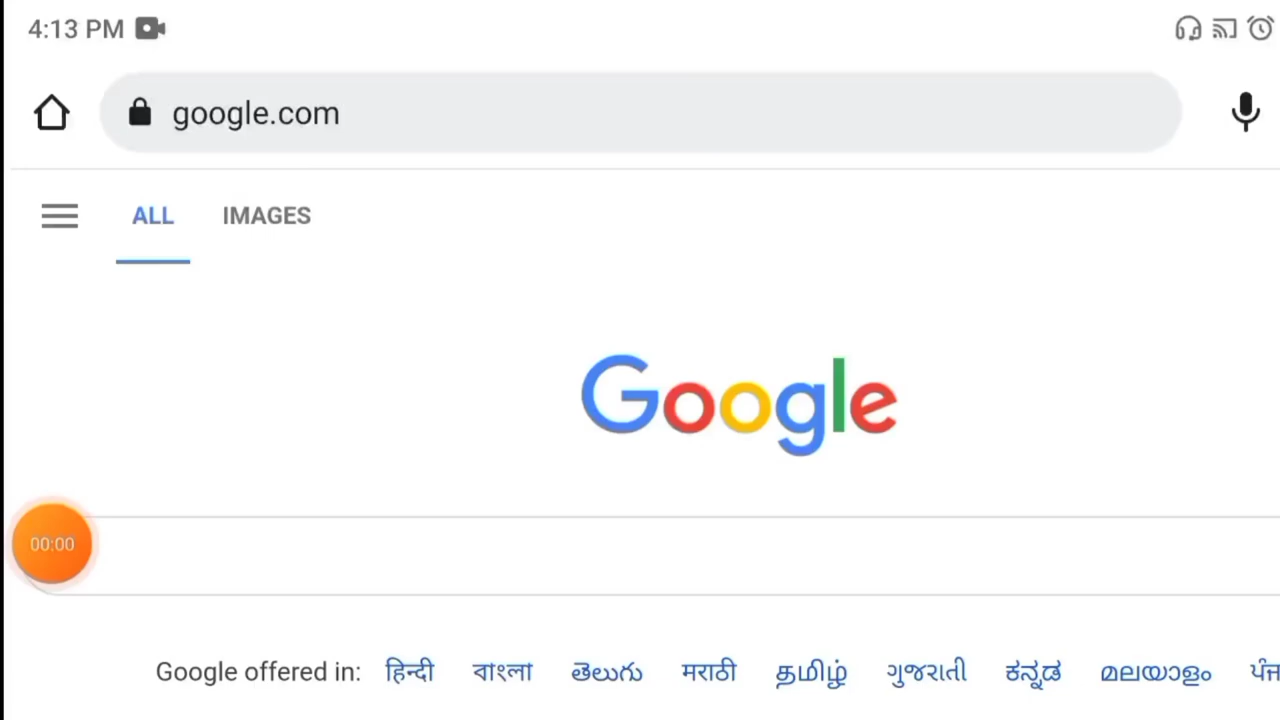 4:13 PM
google.com
ALL IMAGES
Google
00:00
Google offered in: हिन्दी বাংলা తెలుగు मराठी தமிழ் ગુજરાતી ಕನ್ನಡ മലയാളം